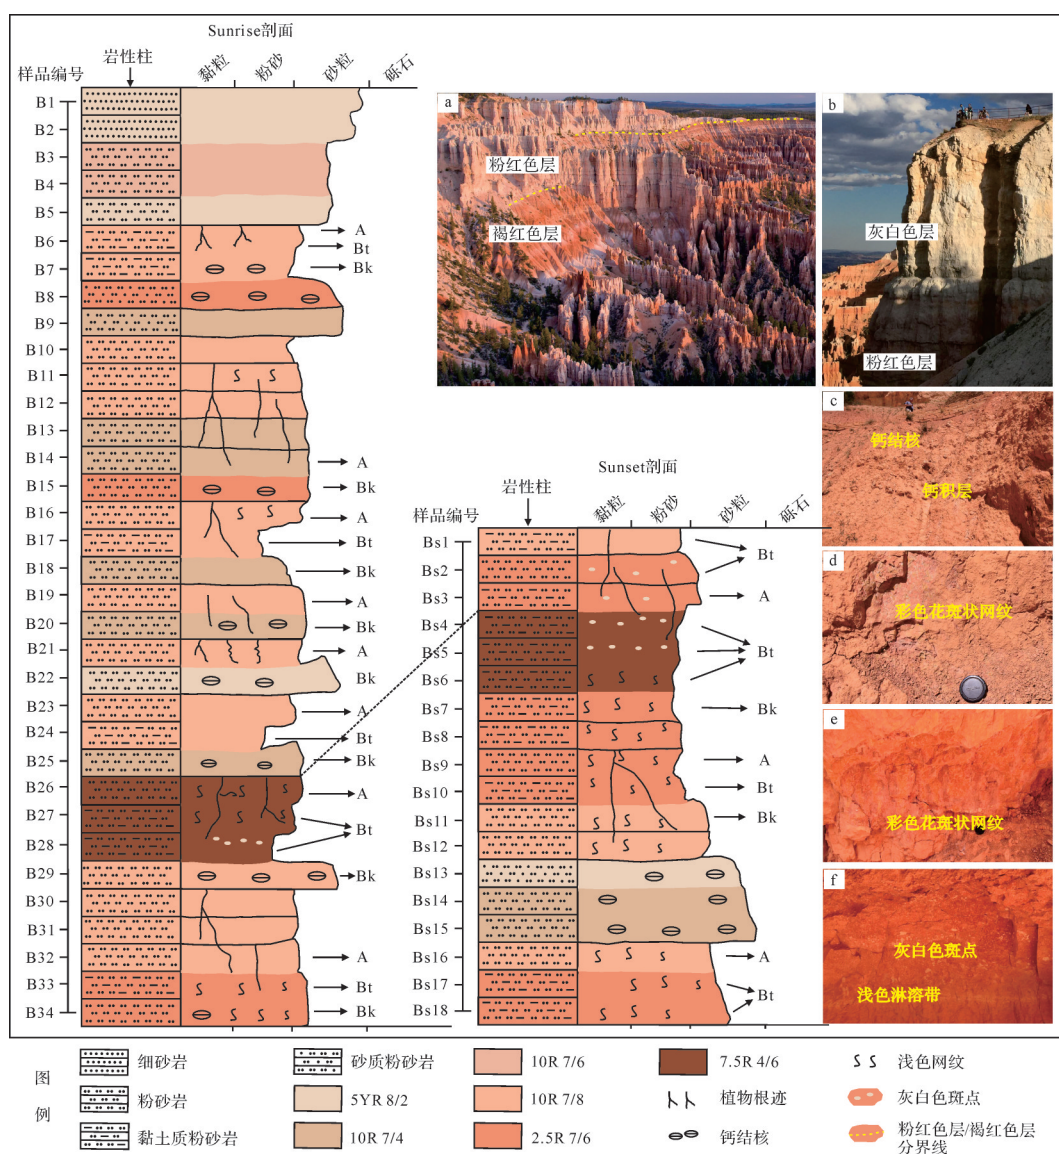 Sunrise剖面
样品编号
岩性柱
黏粒
粉砂
砂粒
砾石
B1
B2
B3
B4
B5
B6
A
Bt
B7
Bk
B8
B9
B10
B11
B12
B13
B14
A
B15
Bk
B16
A
B17
Bt
B18
Bk
B19
A
B20
Bk
B21
A
B22
Bk
B23
A
B24
Bt
B25
Bk
B26
A
B27
Bt
B28
B29
Bk
B30
B31
B32
A
B33
Bt
B34
Bk
Sunset剖面
样品编号
岩性柱
黏粒
粉砂
砂粒
砾石
Bs1
Bt
Bs2
Bs3
A
Bs4
Bs5
Bt
Bs6
Bs7
Bk
Bs8
Bs9
A
Bs10
Bt
Bs11
Bk
Bs12
Bs13
Bs14
Bs15
Bs16
A
Bs17
Bt
Bs18
a
粉红色层
褐红色层
b
灰白色层
粉红色层
c
钙结核
钙积层
d
彩色花斑状网纹
e
彩色花斑状网纹
f
灰白色斑点
浅色淋溶带
图
例
细砂岩
粉砂岩
黏土质粉砂岩
砂质粉砂岩
5YR 8/2
10R 7/4
10R 7/6
10R 7/8
2.5R 7/6
7.5R 4/6
植物根迹
钙结核
浅色网纹
灰白色斑点
粉红色层/褐红色层
分界线